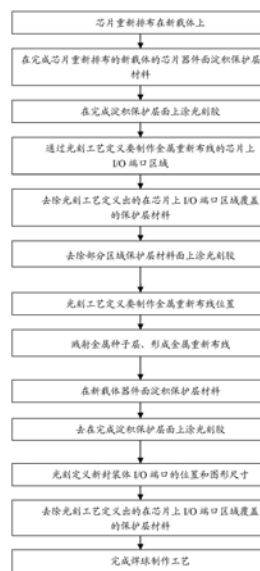 芯片重新排布在新载体上
在完成芯片重新排布的新载体的芯片器件面淀积保护层
材料
在完成淀积保护层面上涂光刻胶
通过光刻工艺定义要制作金属重新布线的芯片上
I/O 端口区域
去除光刻工艺定义出的在芯片上 I/O 端口区域覆盖
的保护层材料
去除部分区域保护层材料面上涂光刻胶
光刻工艺定义要制作金属重新布线位置
溅射金属种子层、形成金属重新布线
在新载体器件面淀积保护层材料
去在完成淀积保护层面上涂光刻胶
光刻定义新封装体 I/O 端口的位置和图形尺寸
去除光刻工艺定义出的在芯片上 I/O 端口区域覆盖
的保护层材料
完成焊球制作工艺